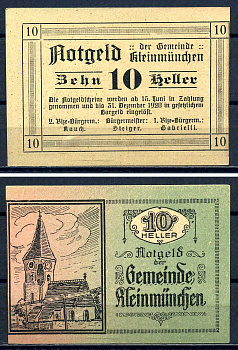 10 10
Notgeld :: der Gemeinde :: Kleinmünchen
Zehn 10 Heller
Die Notgeldscheine werden ab 15. Juni in Zahlung
genommen und bis 31. Dezember 1920 in gesetzlichem
Bargeld eingelöst.
2. Vize-Bürgerm.: Bürgermeister: 1. Vize-Bürgerm.:
Rauch. Steiger. Gabrielli.
10 10
10
HELLER
Notgeld
der
Gemeinde
Kleinmünchen